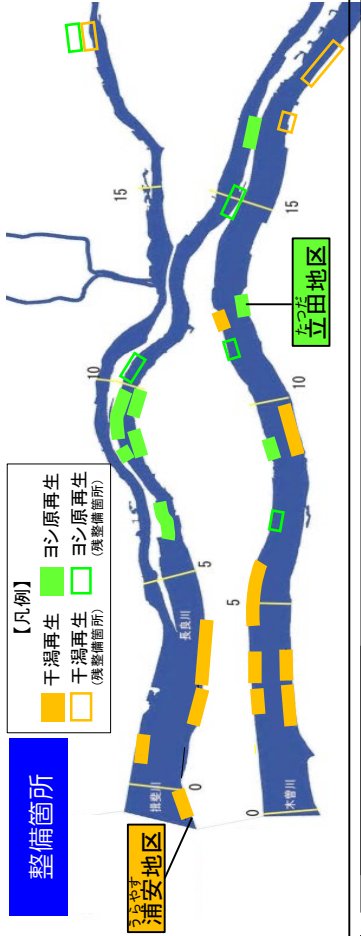 整備箇所
【凡例】
干潟再生
ヨシ原再生
干潟再生
(残整備箇所)
ヨシ原再生
(残整備箇所)
揖斐川
長良川
木曽川
0
5
10
15
0
5
10
15
うらやす
浦安地区
たつだ
立田地区